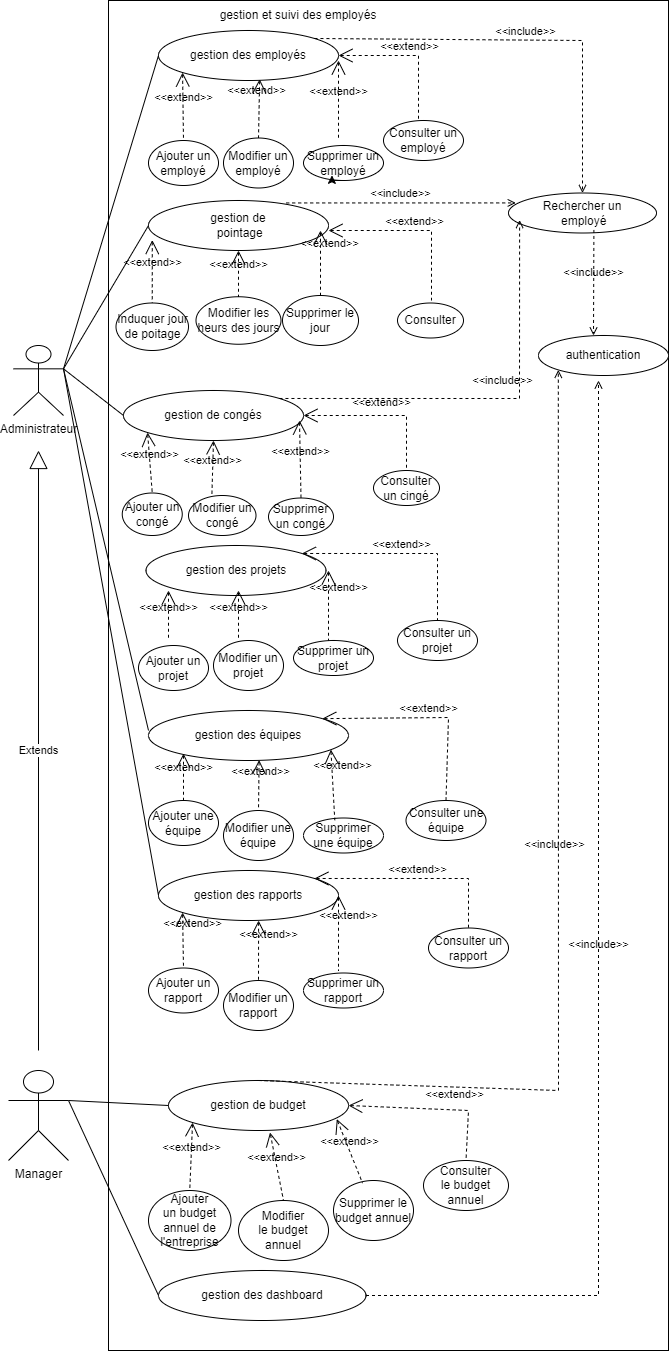 gestion et suivi des employés
<<include>>
gestion des employés
<<extend>>
<<extend>>
<<extend>>
<<extend>>
Consulter un
employé
Ajouter un
employé
Modifier un
employé
Supprimer un
employé
<<include>>
Rechercher un
employé
gestion de
pointage
<<extend>>
<<extend>>
<<extend>>
<<extend>>
<<include>>
Induquer jour
de poitage
Modifier les
heurs des jours
Supprimer le
jour
Consulter
authentication
Administrateur
<<include>>
<<extend>>
gestion de congés
<<extend>>
<<extend>>
<<extend>>
Consulter
un cingé
Ajouter un
congé
Modifier un
congé
Supprimer
un congé
<<extend>>
gestion des projets
<<extend>>
<<extend>>
<<extend>>
Consulter un
projet
Ajouter un
projet
Modifier un
projet
Supprimer un
projet
<<extend>>
gestion des équipes
Extends
<<extend>>
<<extend>>
<<extend>>
Ajouter une
équipe
Modifier une
équipe
Supprimer
une équipe
Consulter une
équipe
<<include>>
<<extend>>
gestion des rapports
<<extend>>
<<extend>>
<<extend>>
Consulter un
rapport
<<include>>
Ajouter un
rapport
Modifier un
rapport
Supprimer un
rapport
<<extend>>
gestion de budget
<<extend>>
<<extend>>
<<extend>>
Manager
Consulter
le budget
annuel
Ajouter
un budget
annuel de
l'entreprise
Modifier
le budget
annuel
Supprimer le
budget annuel
gestion des dashboard